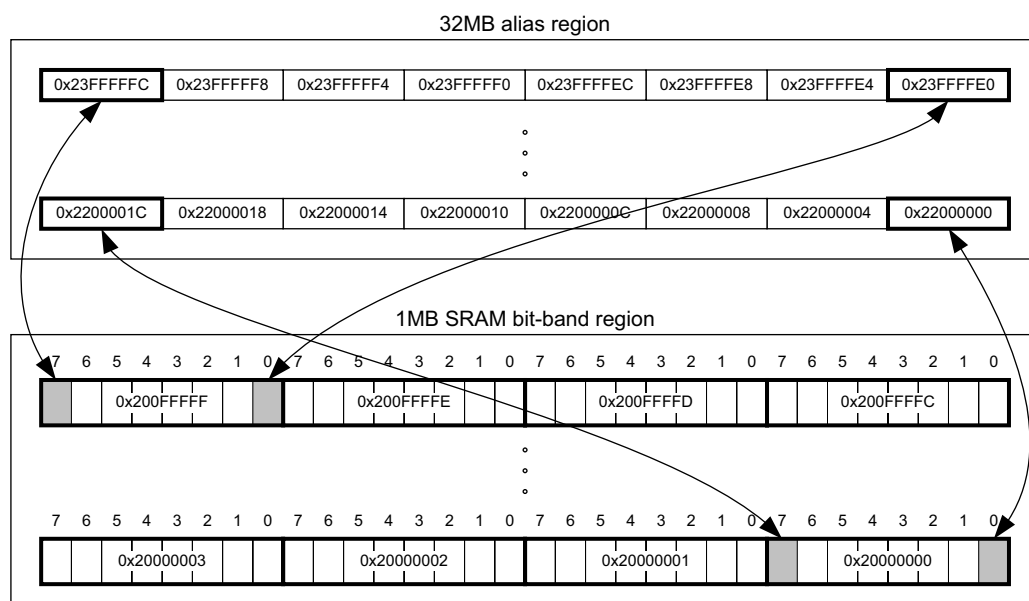 32MB alias region
0x23FFFFFC 0x23FFFFF8 0x23FFFFF4 0x23FFFFF0 0x23FFFFEC 0x23FFFFE8 0x23FFFFE4 0x23FFFFE0
0x2200001C 0x22000018 0x22000014 0x22000010 0x2200000C 0x22000008 0x22000004 0x22000000
1MB SRAM bit-band region
7 6 5 4 3 2 1 0 7 6 5 4 3 2 1 0 7 6 5 4 3 2 1 0 7 6 5 4 3 2 1 0
0x200FFFFF 0x200FFFFE 0x200FFFFD 0x200FFFFC
7 6 5 4 3 2 1 0 7 6 5 4 3 2 1 0 7 6 5 4 3 2 1 0 7 6 5 4 3 2 1 0
0x20000003 0x20000002 0x20000001 0x20000000